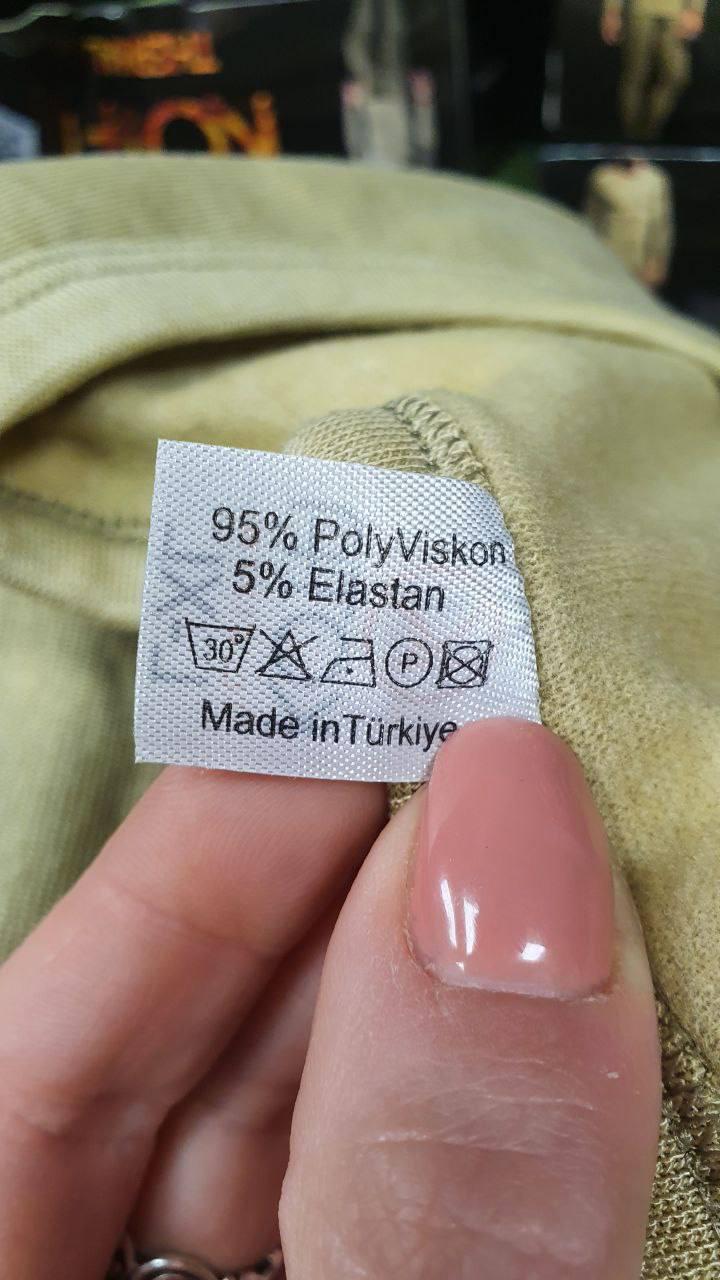 95% PolyViskon
5% Elastan
30°
P
Made inTürkiye